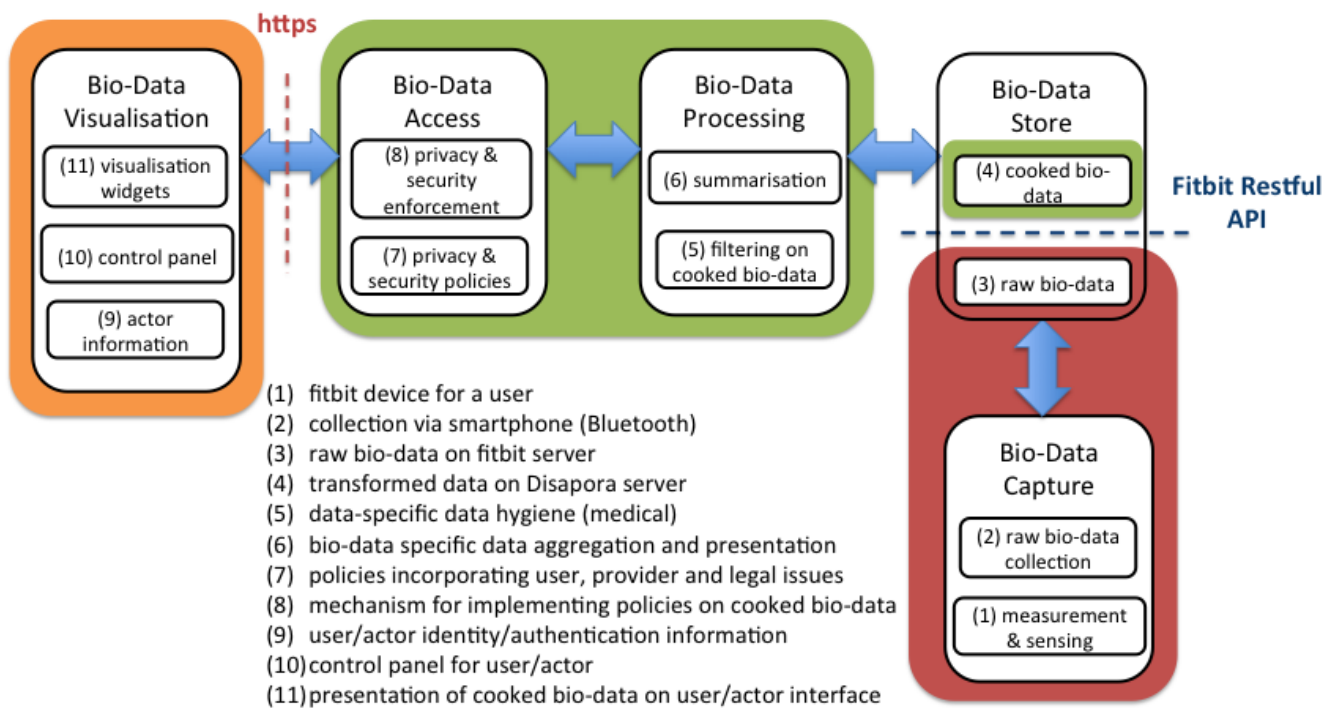 https
Bio-Data
Visualisation
(11) visualisation
widgets
(10) control panel
(9) actor
information
Bio-Data
Access
(8) privacy &
security
enforcement
(7) privacy &
security policies
Bio-Data
Processing
(6) summarisation
(5) filtering on
cooked bio-data
Bio-Data
Store
(4) cooked bio-
data
Fitbit Restful
API
(3) raw bio-data
Bio-Data
Capture
(2) raw bio-data
collection
(1) measurement
& sensing
(1) fitbit device for a user
(2) collection via smartphone (Bluetooth)
(3) raw bio-data on fitbit server
(4) transformed data on Disapora server
(5) data-specific data hygiene (medical)
(6) bio-data specific data aggregation and presentation
(7) policies incorporating user, provider and legal issues
(8) mechanism for implementing policies on cooked bio-data
(9) user/actor identity/authentication information
(10) control panel for user/actor
(11) presentation of cooked bio-data on user/actor interface